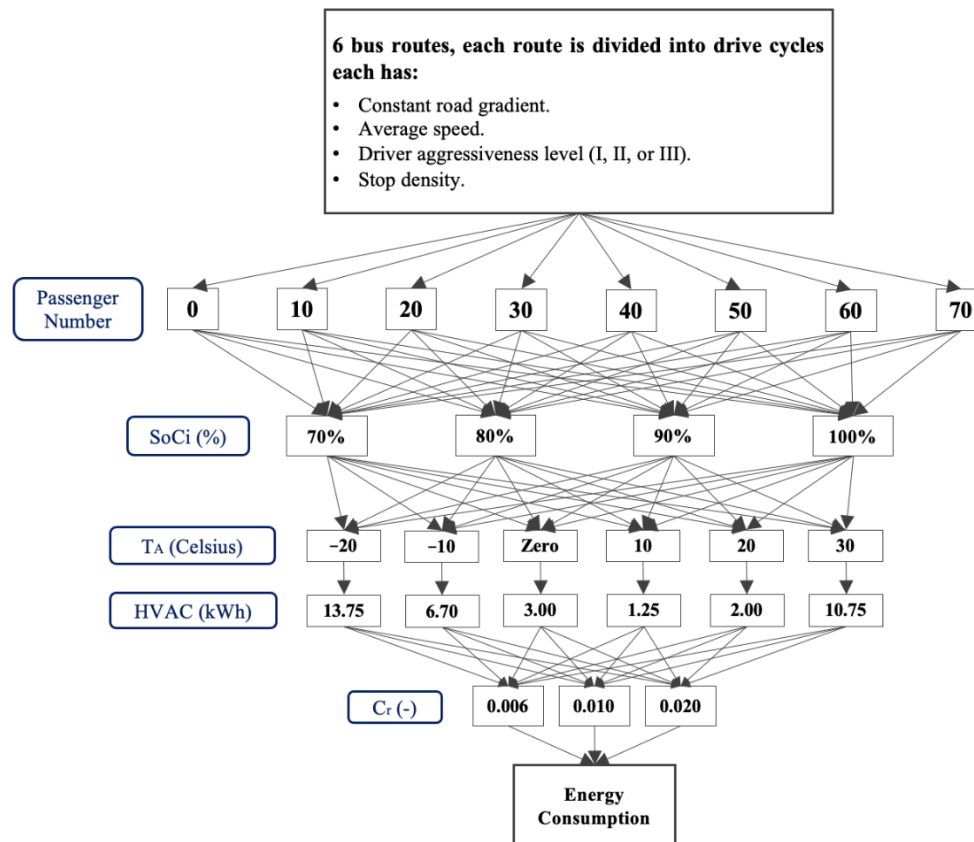 6 bus routes, each route is divided into drive cycles
each has:
• Constant road gradient.
• Average speed.
• Driver aggressiveness level (I, II, or III).
• Stop density.
Passenger
Number
0 10 20 30 40 50 60 70
SoCi (%)
70% 80% 90% 100%
TA (Celsius)
−20 −10 Zero 10 20 30
HVAC (kWh)
13.75 6.70 3.00 1.25 2.00 10.75
Cr (-)
0.006 0.010 0.020
Energy
Consumption